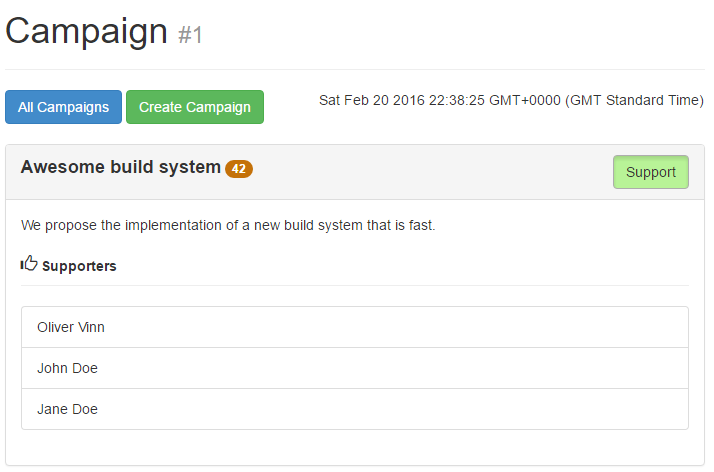 Campaign #1
All Campaigns Create Campaign Sat Feb 20 2016 22:38:25 GMT+0000 (GMT Standard Time)
Awesome build system 42 Support
We propose the implementation of a new build system that is fast.
Supporters
Oliver Vinn
John Doe
Jane Doe